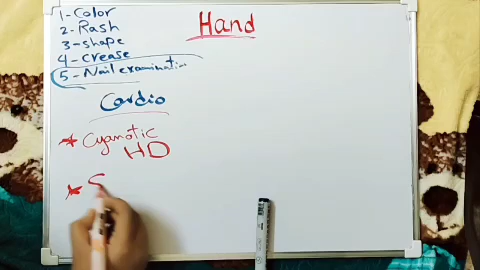 Hand
1-Color
2-Rash
3-shape
4-crease
5-Nail examination
Cardio
* Cyanotic
HD
* S